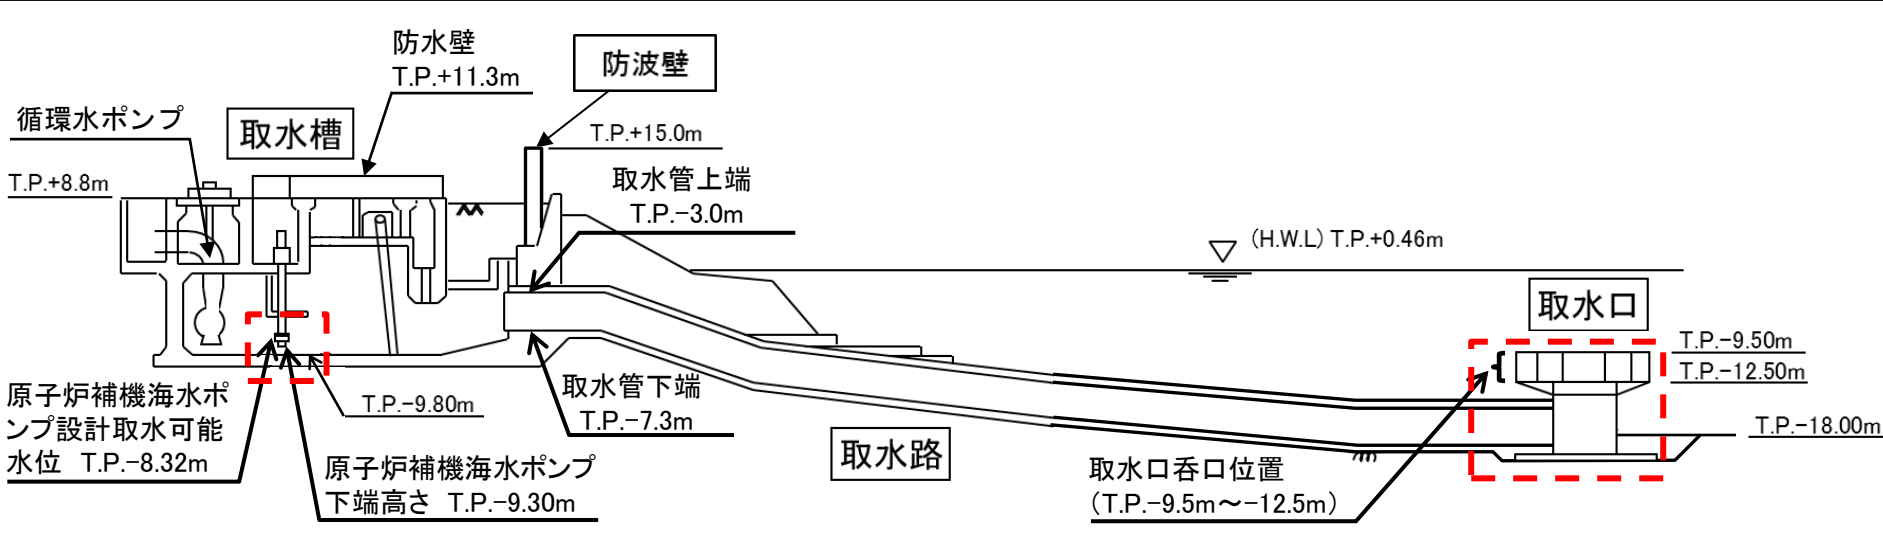 防水壁
T.P.+11.3m
防波壁
循環水ポンプ
取水槽
T.P.+15.0m
T.P.+8.8m
取水管上端
T.P.-3.0m
(H.W.L) T.P.+0.46m
取水口
T.P.-9.50m
T.P.-12.50m
T.P.-18.00m
原子炉補機海水ポ
ンプ設計取水可能
水位 T.P.-8.32m
T.P.-9.80m
取水管下端
T.P.-7.3m
取水路
原子炉補機海水ポンプ
下端高さ T.P.-9.30m
取水口呑口位置
(T.P.-9.5m～-12.5m)